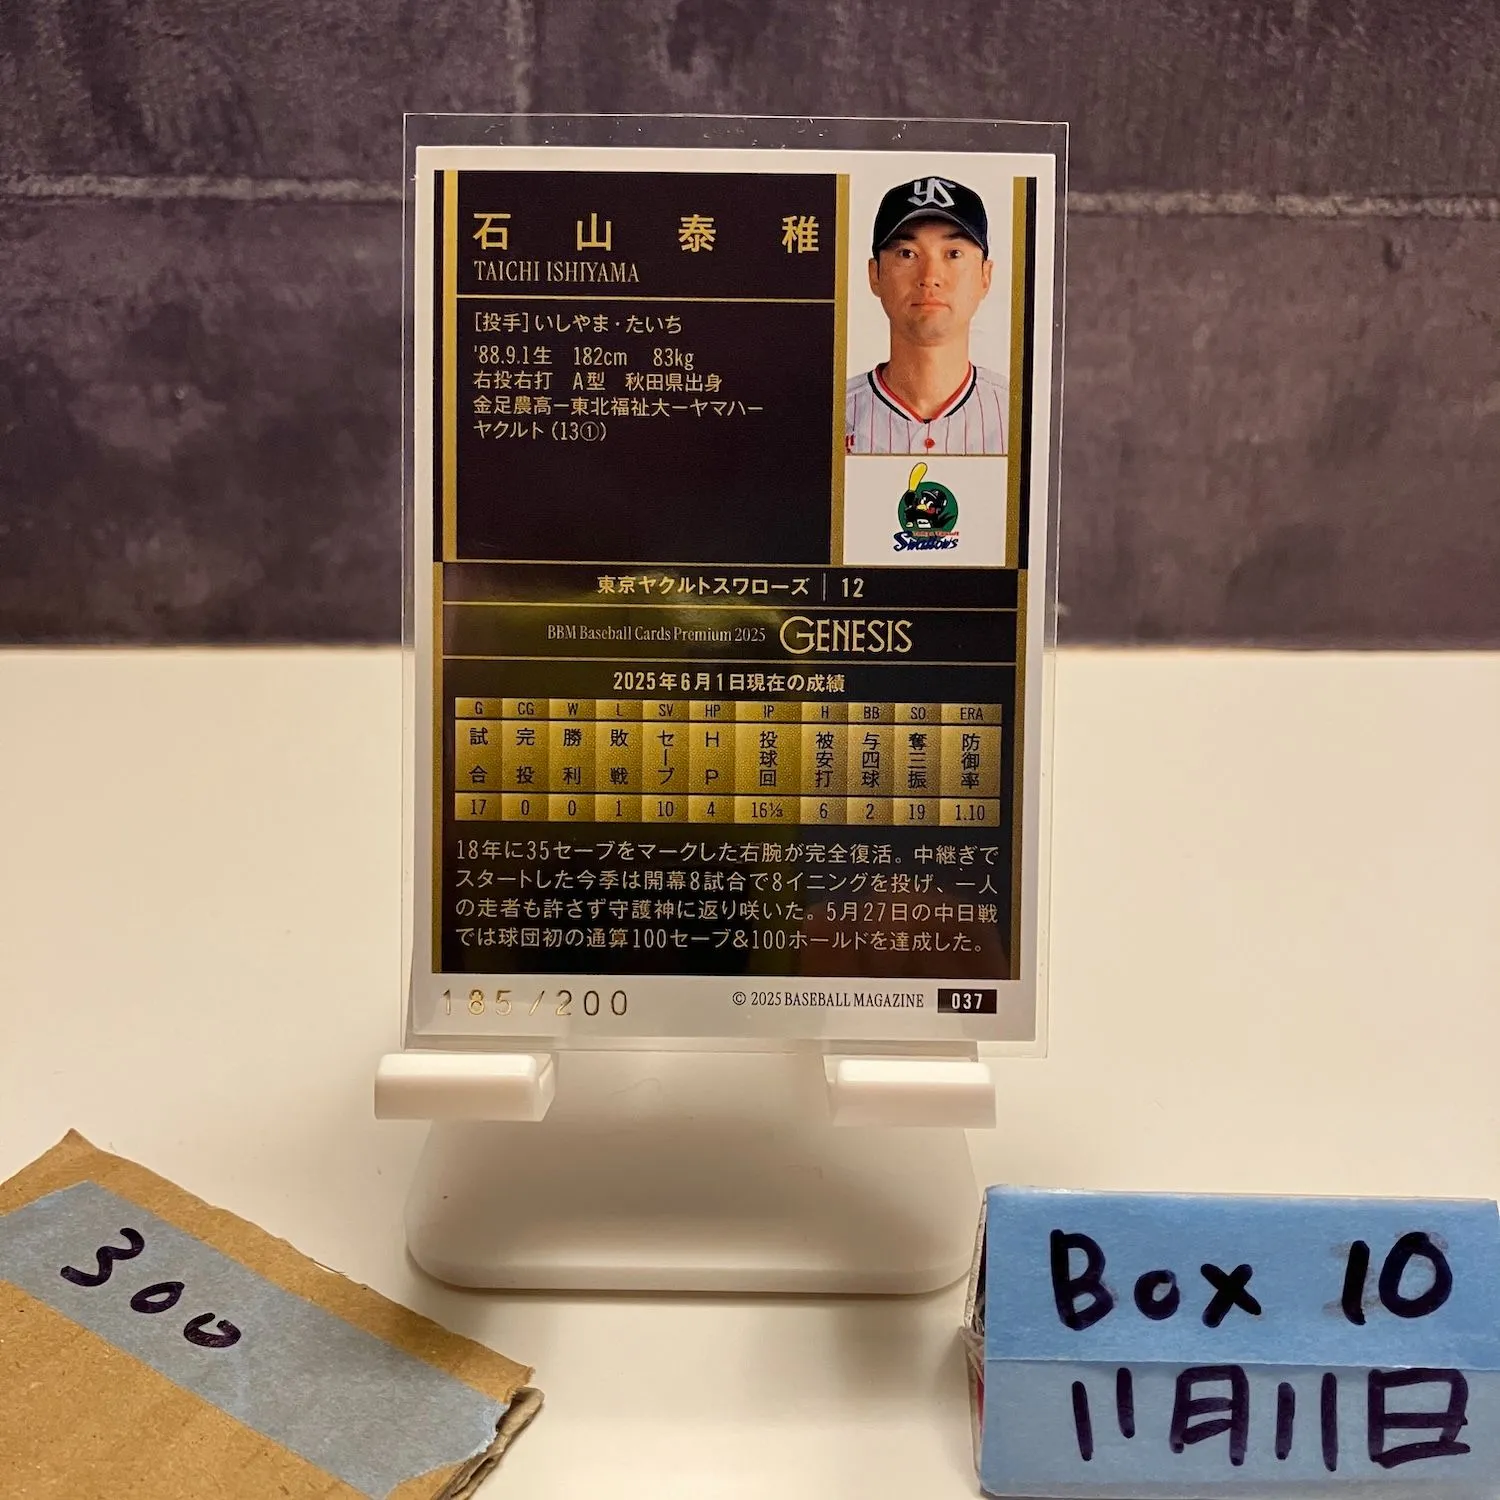 石山泰稚
TAICHI ISHIYAMA
[投手]いしやま・たいち
'88.9.1生 182cm 83kg
右投右打 A型 秋田県出身
金足農高ー東北福祉大ーヤマハー
ヤクルト(13①)
YS
Swallows
東京ヤクルトスワローズ | 12
BBM Baseball Cards Premium 2025 GENESIS
2025年6月1日現在の成績
G CG W L SV HP IP H BB SO ERA
試合 完投 勝利 敗戦 セーブ HP 投球回 被安打 与四球 奪三振 防御率
17 0 0 1 10 4 16⅓ 6 2 19 1.10
18年に35セーブをマークした右腕が完全復活。中継ぎで
スタートした今季は開幕8試合で8イニングを投げ、一人
の走者も許さず守護神に返り咲いた。5月27日の中日戦
では球団初の通算100セーブ&100ホールドを達成した。
185/200
© 2025 BASEBALL MAGAZINE 037
300
Box 10
11月11日